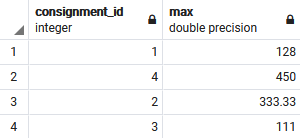 consignment_id max
integer double precision
1 1 128
2 4 450
3 2 333.33
4 3 111